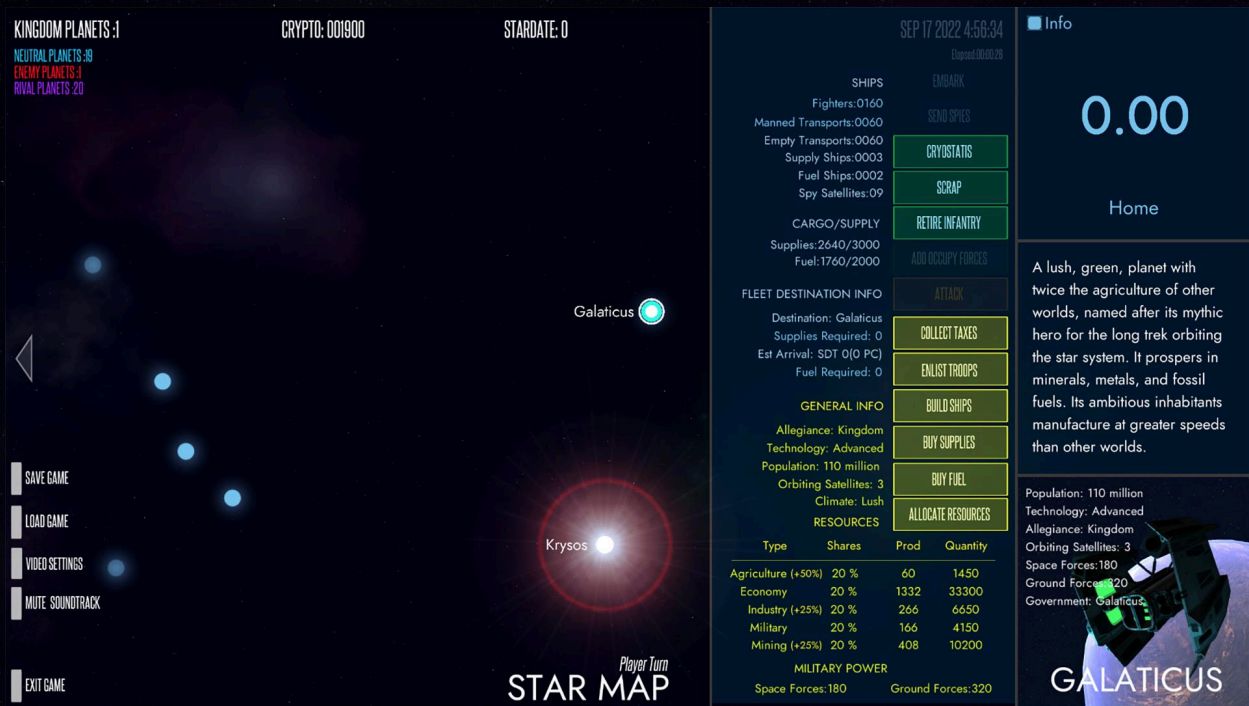 KINGDOM PLANETS :1
CRYPTO: 001900
STARDATE: 0
NEUTRAL PLANETS :19
ENEMY PLANETS :1
RIVAL PLANETS :20
Galaticus
Krysos
SAVE GAME
LOAD GAME
VIDEO SETTINGS
MUTE SOUNDTRACK
EXIT GAME
Player Turn
STAR MAP
SEP 17 2022 4:56:34
Elapsed:00:00:26
SHIPS
Fighters:0160
Manned Transports:0060
Empty Transports:0060
Supply Ships:0003
Fuel Ships:0002
Spy Satellites:09
CARGO/SUPPLY
Supplies:2640/3000
Fuel:1760/2000
FLEET DESTINATION INFO
Destination: Galaticus
Supplies Required: 0
Est Arrival: SDT 0(0 PC)
Fuel Required: 0
GENERAL INFO
Allegiance: Kingdom
Technology: Advanced
Population: 110 million
Orbiting Satellites: 3
Climate: Lush
EMBARK
SEND SPIES
CRYOSTATIS
SCRAP
RETIRE INFANTRY
ADD OCCUPY FORCES
ATTACK
COLLECT TAXES
ENLIST TROOPS
BUILD SHIPS
BUY SUPPLIES
BUY FUEL
ALLOCATE RESOURCES
RESOURCES
Type Shares Prod Quantity
Agriculture (+50%) 20 % 60 1450
Economy 20 % 1332 33300
Industry (+25%) 20 % 266 6650
Military 20 % 166 4150
Mining (+25%) 20 % 408 10200
MILITARY POWER
Space Forces:180 Ground Forces:320
Info
0.00
Home
A lush, green, planet with
twice the agriculture of other
worlds, named after its mythic
hero for the long trek orbiting
the star system. It prospers in
minerals, metals, and fossil
fuels. Its ambitious inhabitants
manufacture at greater speeds
than other worlds.
Population: 110 million
Technology: Advanced
Allegiance: Kingdom
Orbiting Satellites: 3
Space Forces:180
Ground Forces:320
Government: Galaticus
GALATICUS